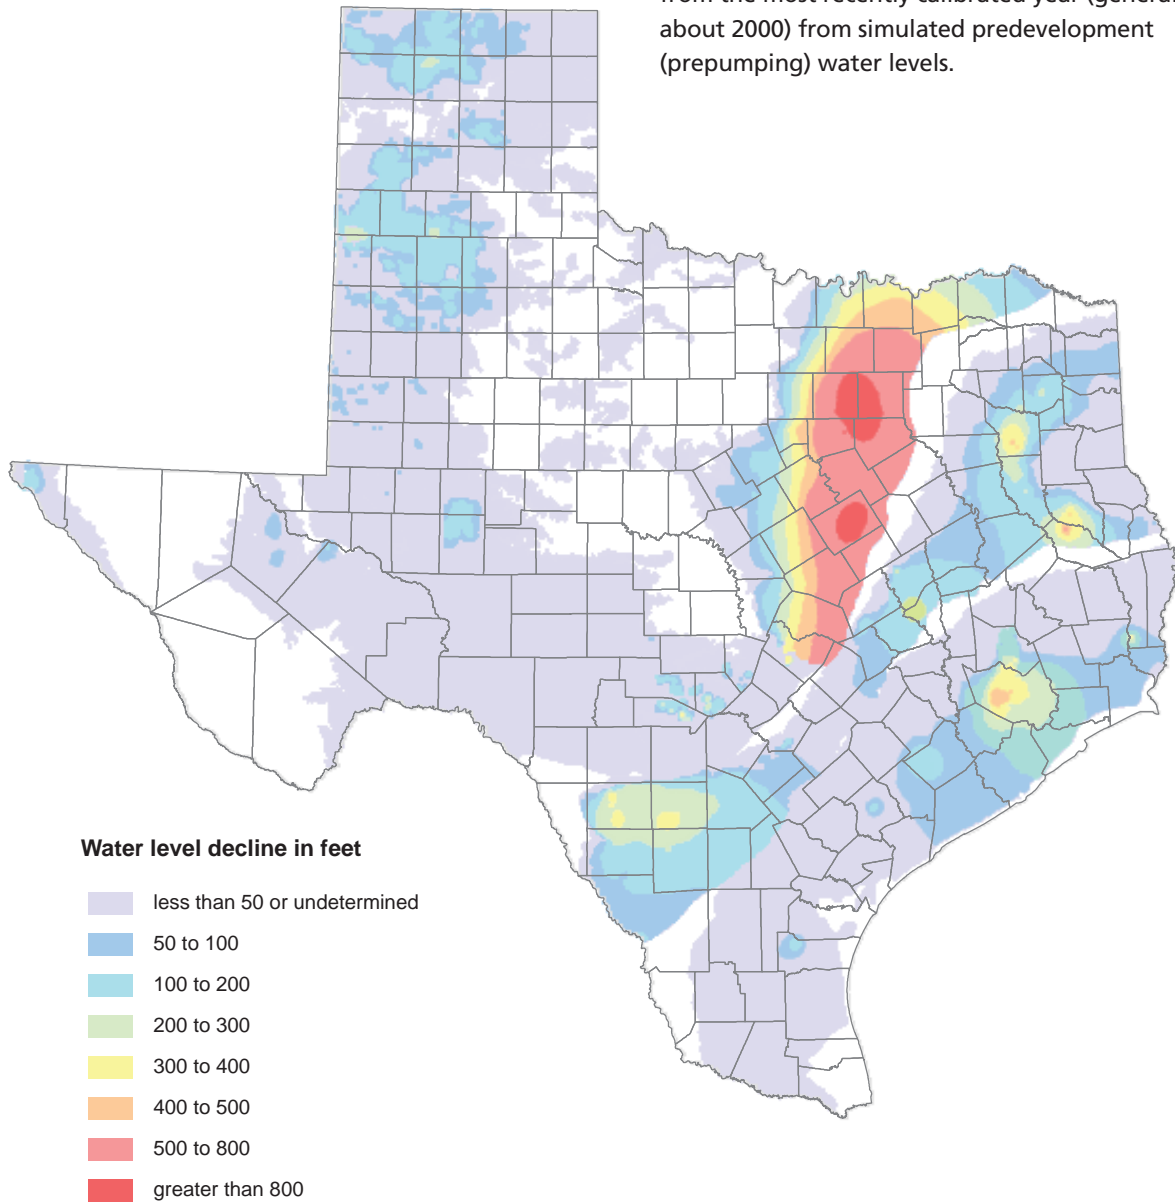 about 2000) from simulated predevelopment
(prepumping) water levels.
Water level decline in feet
less than 50 or undetermined
50 to 100
100 to 200
200 to 300
300 to 400
400 to 500
500 to 800
greater than 800